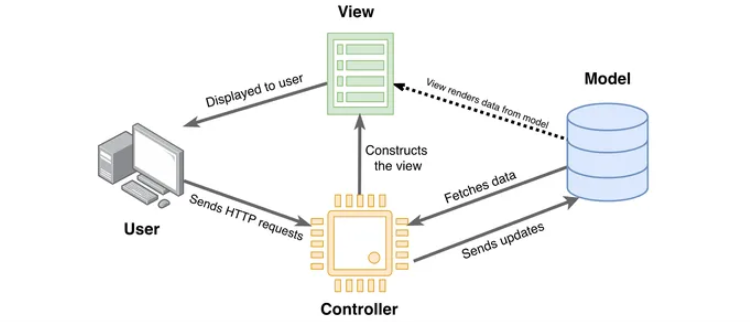 View
Model
Displayed to user
View renders data from model
Constructs
the view
Fetches data
Sends HTTP requests
Sends updates
User
Controller